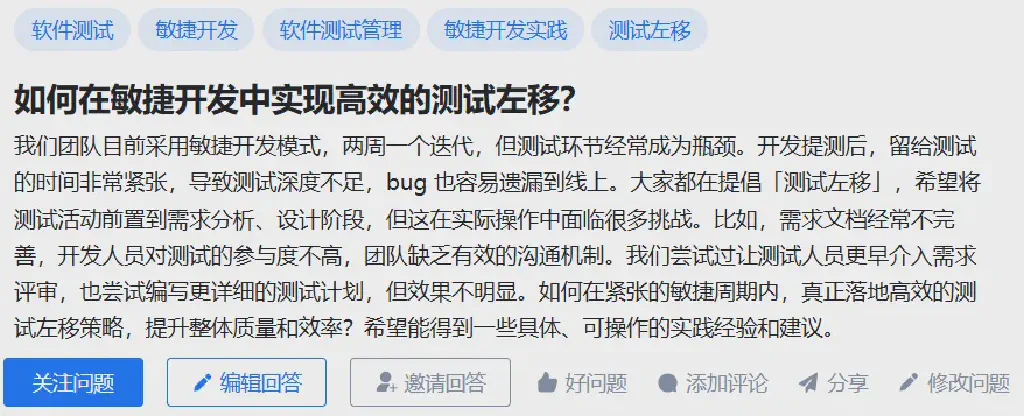 软件测试 敏捷开发 软件测试管理 敏捷开发实践 测试左移
如何在敏捷开发中实现高效的测试左移？
我们团队目前采用敏捷开发模式，两周一个迭代，但测试环节经常成为瓶颈。开发提测后，留给测试
的时间非常紧张，导致测试深度不足，bug 也容易遗漏到线上。大家都在提倡「测试左移」，希望将
测试活动前置到需求分析、设计阶段，但这在实际操作中面临很多挑战。比如，需求文档经常不完
善，开发人员对测试的参与度不高，团队缺乏有效的沟通机制。我们尝试过让测试人员更早介入需求
评审，也尝试编写更详细的测试计划，但效果不明显。如何在紧张的敏捷周期内，真正落地高效的测
试左移策略，提升整体质量和效率？希望能得到一些具体、可操作的实践经验和建议。
关注问题 编辑回答 邀请回答 好问题 添加评论 分享 修改问题